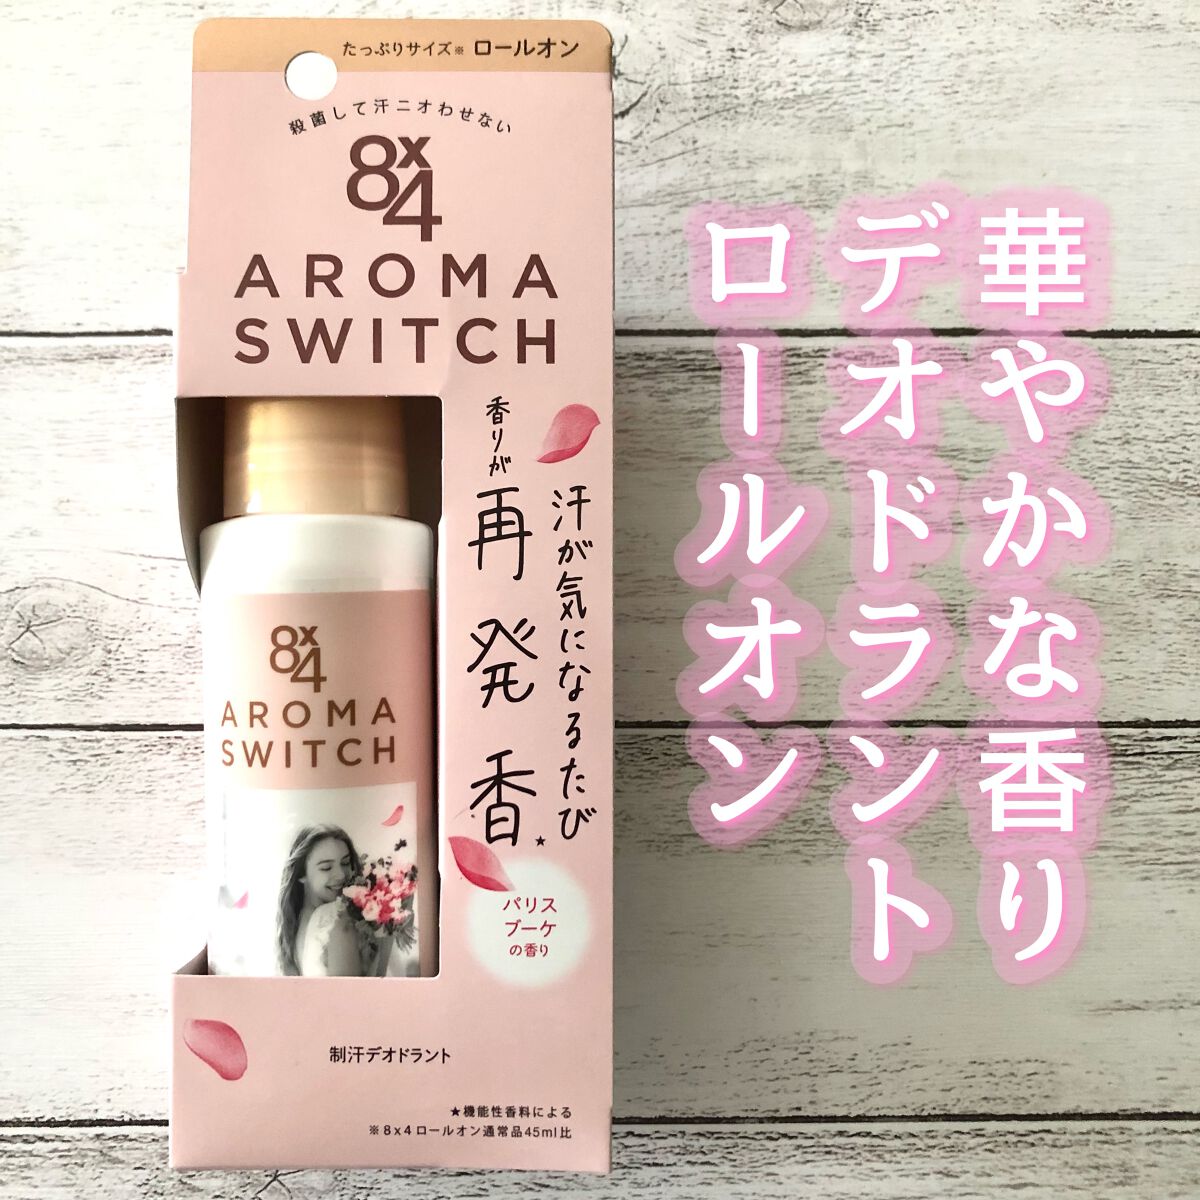 たっぷりサイズ※ ロールオン
殺菌して汗ニオわせない
8x4
AROMA
SWITCH
汗が気になるたび
香りが
再発香★
8x4
AROMA
SWITCH
パリス
ブーケ
の香り
制汗デオドラント
★機能性香料による
※8x4ロールオン通常品45ml比
華やかな香り
デオドラント
ロールオン